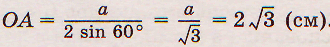 OA = a / (2 sin 60°) = a / √3 = 2√3 (см).